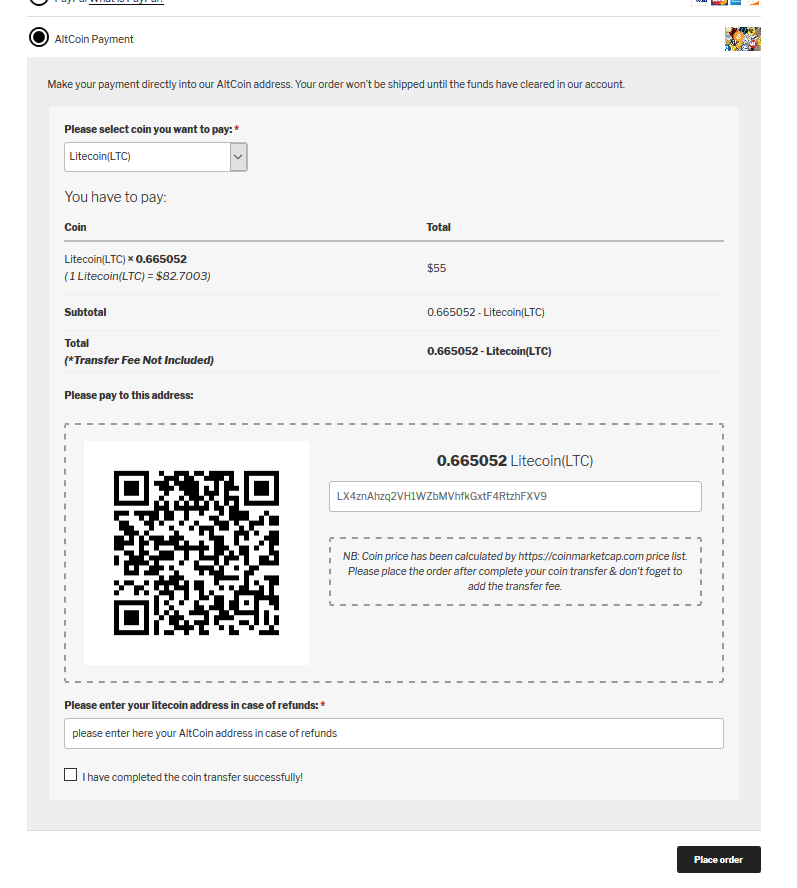 AltCoin Payment
Make your payment directly into our AltCoin address. Your order won't be shipped until the funds have cleared in our account.
Please select coin you want to pay: *
Litecoin(LTC)
You have to pay:
Coin Total
Litecoin(LTC) × 0.665052
(1 Litecoin(LTC) = $82.7003)
$55
Subtotal 0.665052 - Litecoin(LTC)
Total
(*Transfer Fee Not Included)
0.665052 - Litecoin(LTC)
Please pay to this address:
0.665052 Litecoin(LTC)
LX4znAhzq2VH1WZbMVhfkGxtF4RtzhFXV9
NB: Coin price has been calculated by https://coinmarketcap.com price list.
Please place the order after complete your coin transfer & don't foget to
add the transfer fee.
Please enter your litecoin address in case of refunds: *
please enter here your AltCoin address in case of refunds
I have completed the coin transfer successfully!
Place order